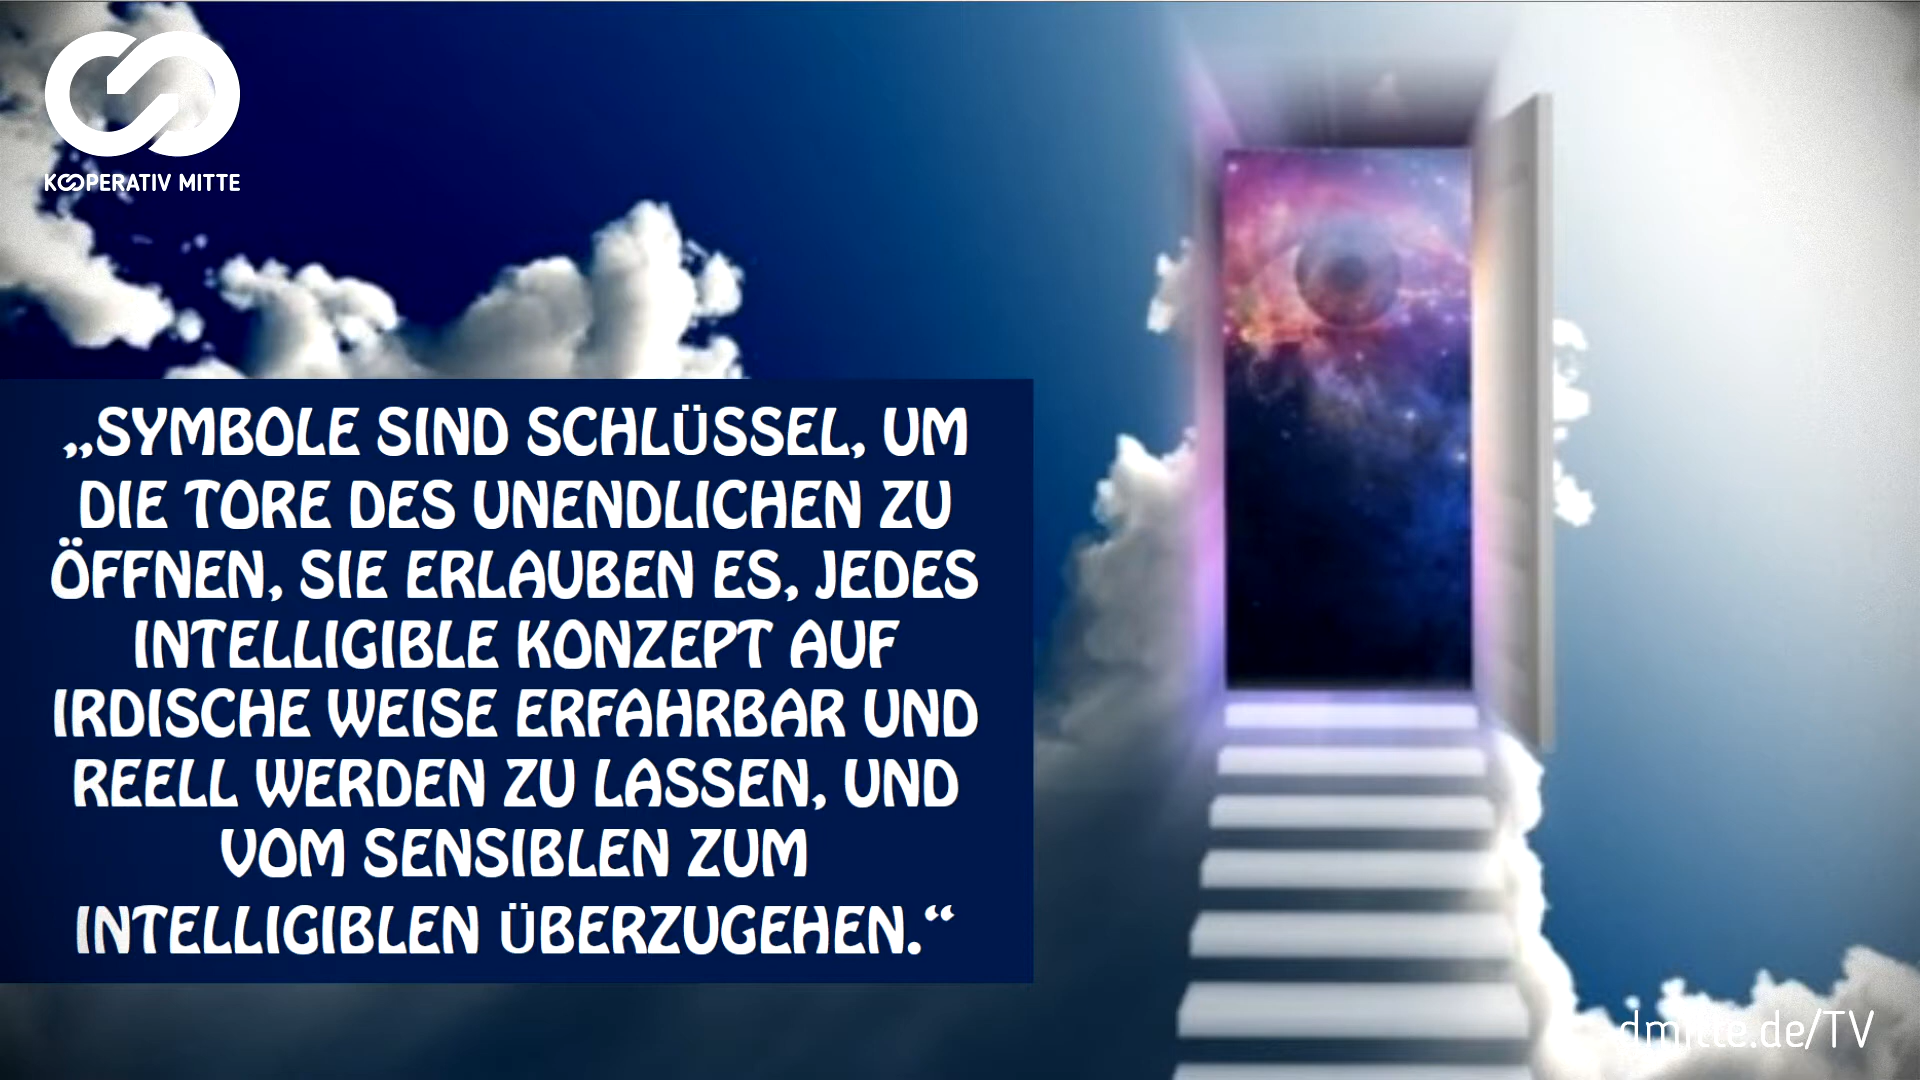 KOOPERATIV MITTE
„SYMBOLE SIND SCHLÜSSEL, UM
DIE TORE DES UNENDLICHEN ZU
ÖFFNEN, SIE ERLAUBEN ES, JEDES
INTELLIGIBLE KONZEPT AUF
IRDISCHE WEISE ERFAHRBAR UND
REELL WERDEN ZU LASSEN, UND
VOM SENSIBLEN ZUM
INTELLIGIBLEN ÜBERZUGEHEN.“
dmitte.de/TV